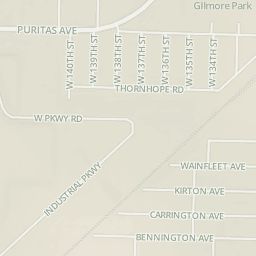 Gilmore Park
PURITAS AVE
W 140TH ST
W 139TH ST
W 138TH ST
W 137TH ST
W 136TH ST
W 135TH ST
W 134TH ST
THORNHOPE RD
W PKWY RD
INDUSTRIAL PKWY
WAINFLEET AVE
KIRTON AVE
CARRINGTON AVE
BENNINGTON AVE